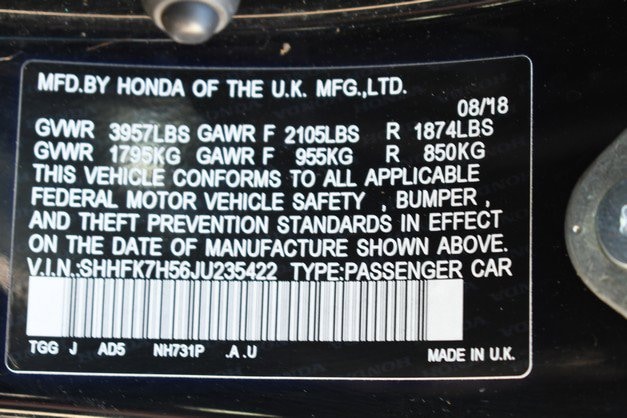 MFD.BY HONDA OF THE U.K. MFG.,LTD.
08/'18
GVWR 3957LBS GAWR F 2105LBS R 1874LBS
GVWR 1795KG GAWR F 955KG R 850KG
THIS VEHICLE CONFORMS TO ALL APPLICABLE
FEDERAL MOTOR VEHICLE SAFETY , BUMPER ,
AND THEFT PREVENTION STANDARDS IN EFFECT
ON THE DATE OF MANUFACTURE SHOWN ABOVE.
V.I.N.:SHHFK7H56JU235422 TYPE:PASSENGER CAR
TGG J AD5 NH731P .A .U MADE IN U.K.